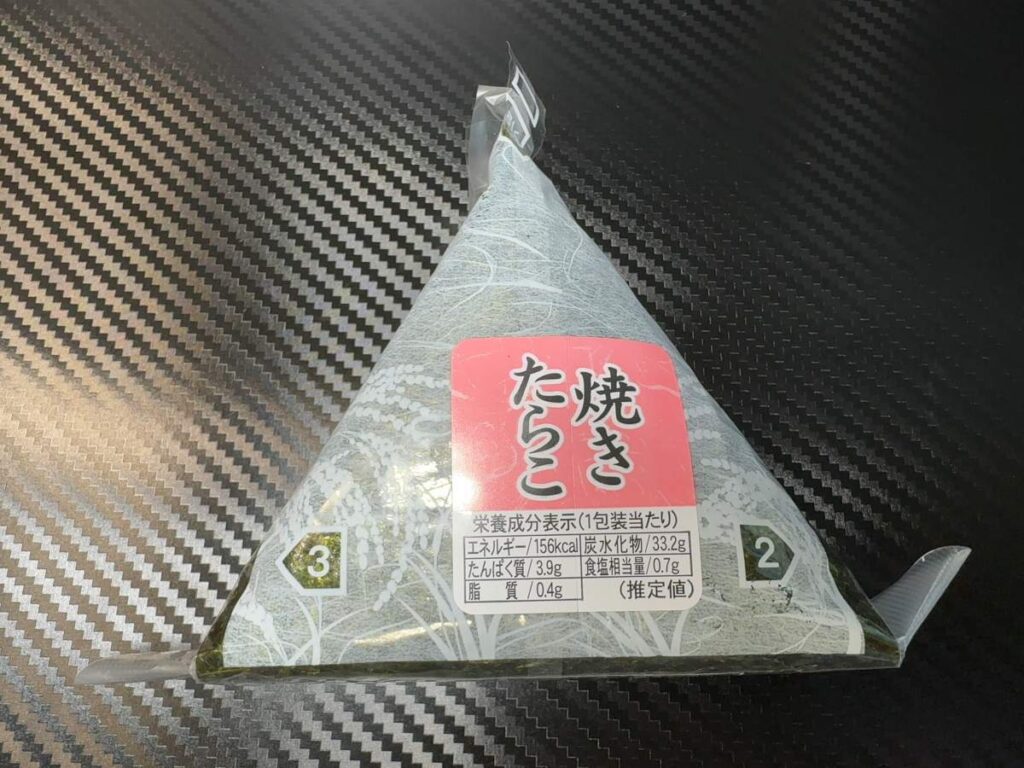 焼き
たらこ
栄養成分表示(1包装当たり)
エネルギー/156kcal 炭水化物/33.2g
たんぱく質/3.9g 食塩相当量/0.7g
脂 質/0.4g (推定値)
3
2